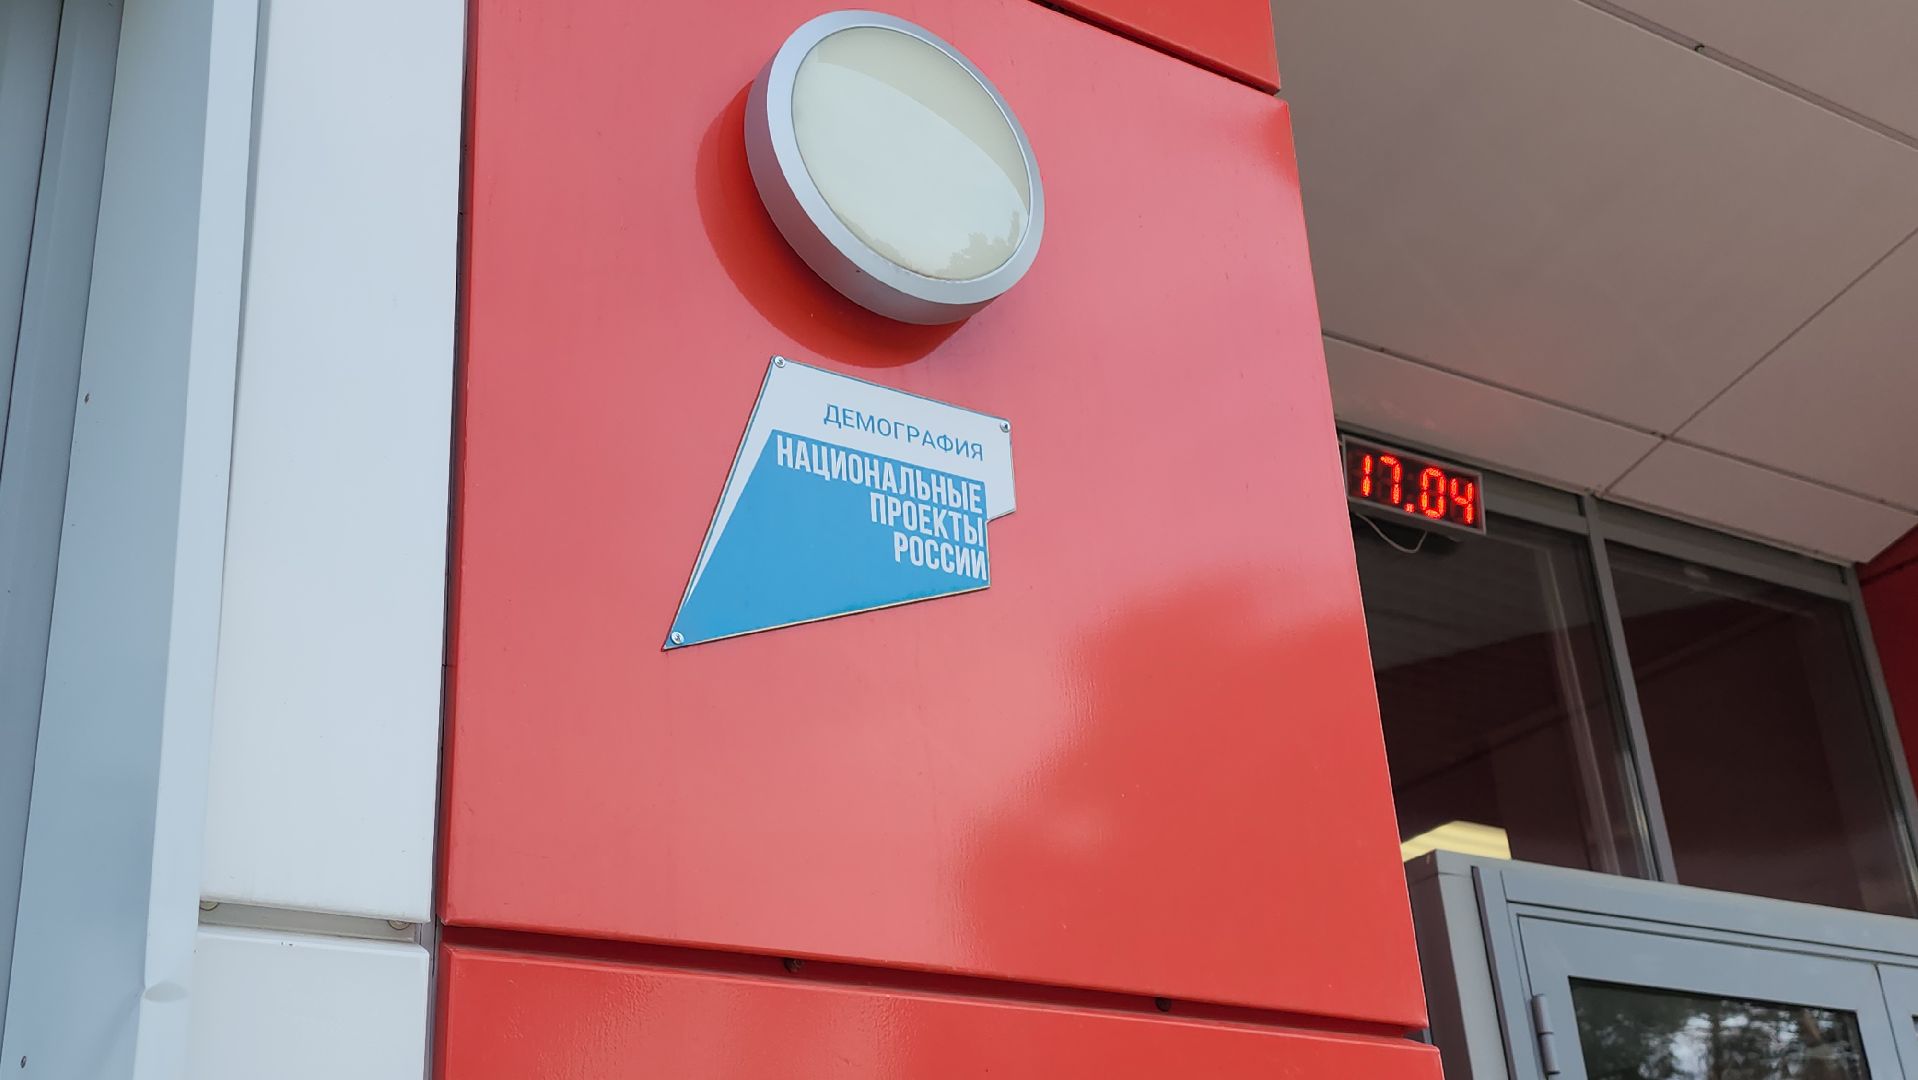 ДЕМОГРАФИЯ
НАЦИОНАЛЬНЫЕ
ПРОЕКТЫ
РОССИИ
17.04